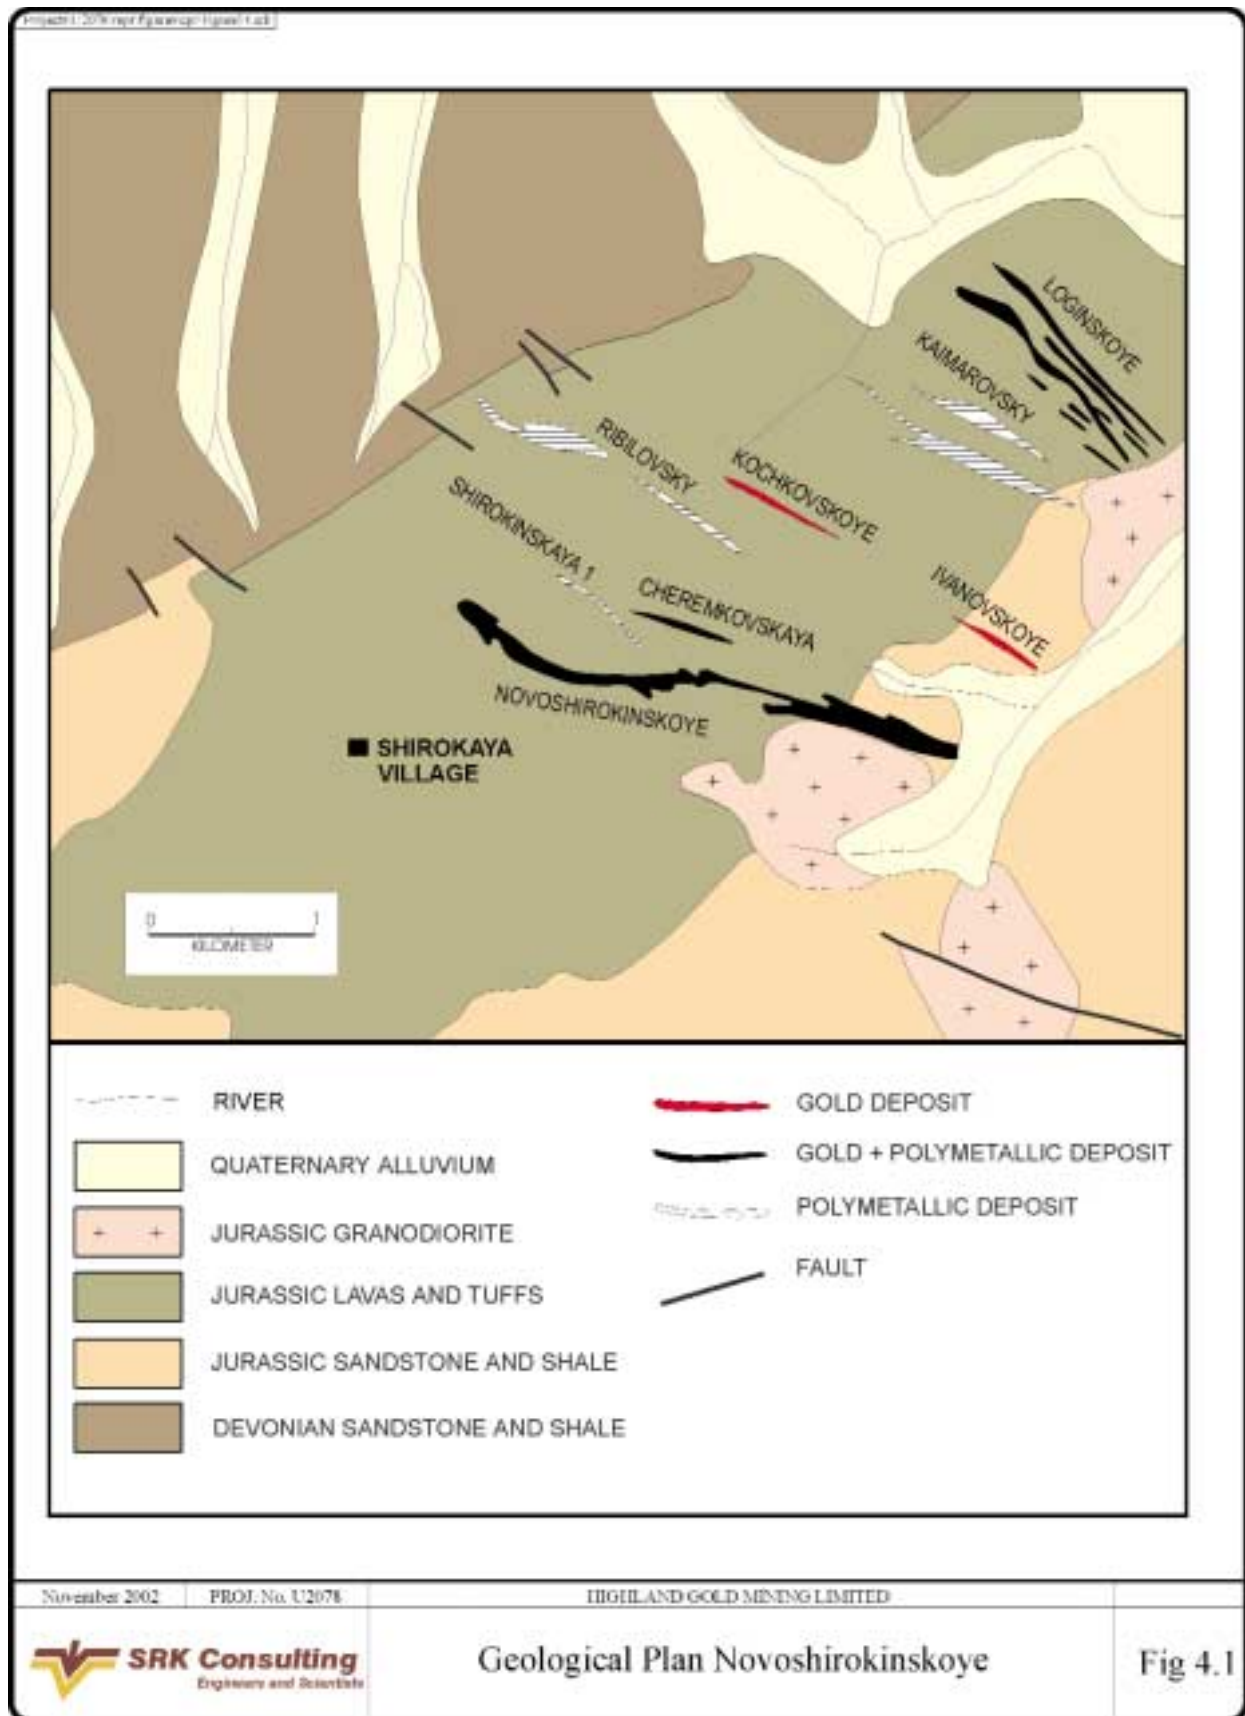 LOGINSKOYE
KAIMAROVSKY
RIBILOVSKY
KOCHKOVSKOYE
SHIROKINSKAYA 1
CHEREMKOVSKAYA
IVANOVSKOYE
NOVOSHIROKINSKOYE
SHIROKAYA
VILLAGE
0 1
KILOMETER
RIVER
QUATERNARY ALLUVIUM
JURASSIC GRANODIORITE
JURASSIC LAVAS AND TUFFS
JURASSIC SANDSTONE AND SHALE
DEVONIAN SANDSTONE AND SHALE
GOLD DEPOSIT
GOLD + POLYMETALLIC DEPOSIT
POLYMETALLIC DEPOSIT
FAULT
November 2002
PROJ. No. U2078
HIGHLAND GOLD MINING LIMITED
SRK Consulting
Engineers and Scientists
Geological Plan Novoshirokinskoye
Fig 4.1